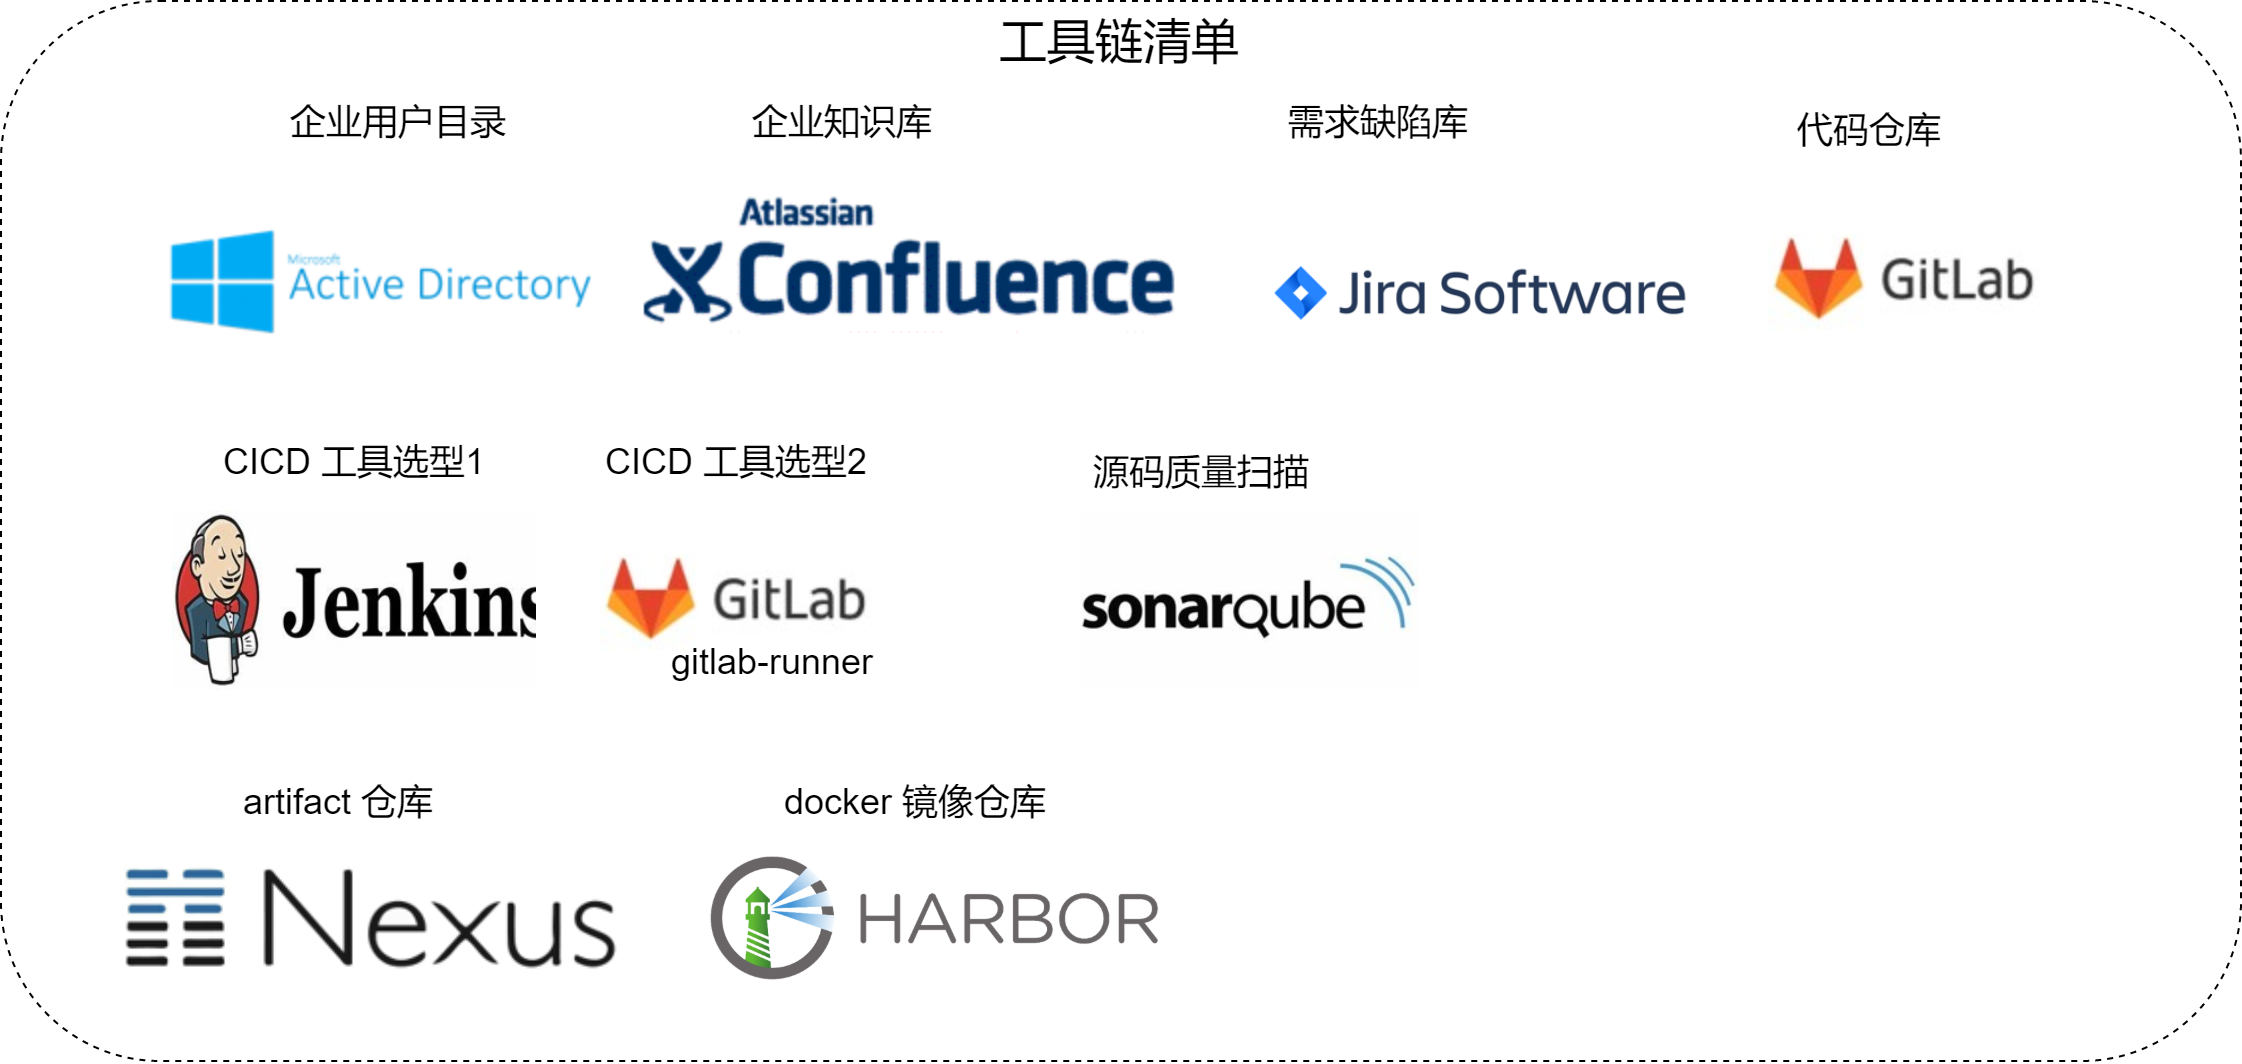 工具链清单
企业用户目录
企业知识库
需求缺陷库
代码仓库
Microsoft
Active Directory
Atlassian
Confluence
Jira Software
GitLab
CICD 工具选型1
CICD 工具选型2
源码质量扫描
Jenkins
GitLab
gitlab-runner
sonarqube
artifact 仓库
docker 镜像仓库
Nexus
HARBOR